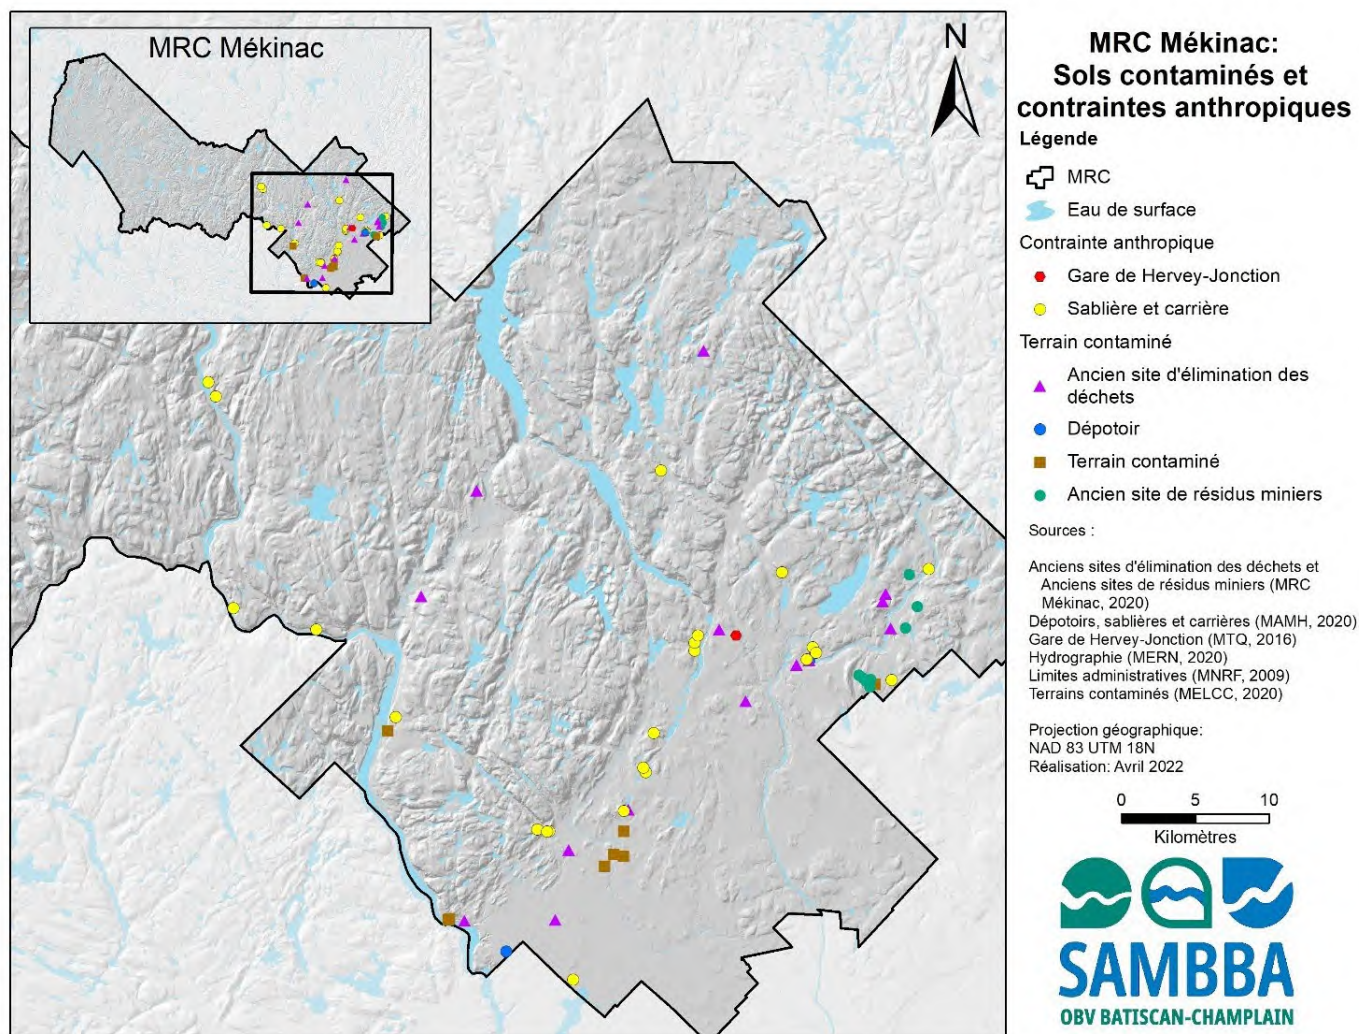 MRC Mékinac
N
MRC Mékinac:
Sols contaminés et
contraintes anthropiques
Légende
MRC
Eau de surface
Contrainte anthropique
Gare de Hervey-Jonction
Sablière et carrière
Terrain contaminé
Ancien site d'élimination des
déchets
Dépotoir
Terrain contaminé
Ancien site de résidus miniers
Sources :
Anciens sites d'élimination des déchets et
Anciens sites de résidus miniers (MRC
Mékinac, 2020)
Dépotoirs, sablières et carrières (MAMH, 2020)
Gare de Hervey-Jonction (MTQ, 2016)
Hydrographie (MERN, 2020)
Limites administratives (MNRF, 2009)
Terrains contaminés (MELCC, 2020)
Projection géographique:
NAD 83 UTM 18N
Réalisation: Avril 2022
0 5 10
Kilomètres
SAMBBA
OBV BATISCAN-CHAMPLAIN